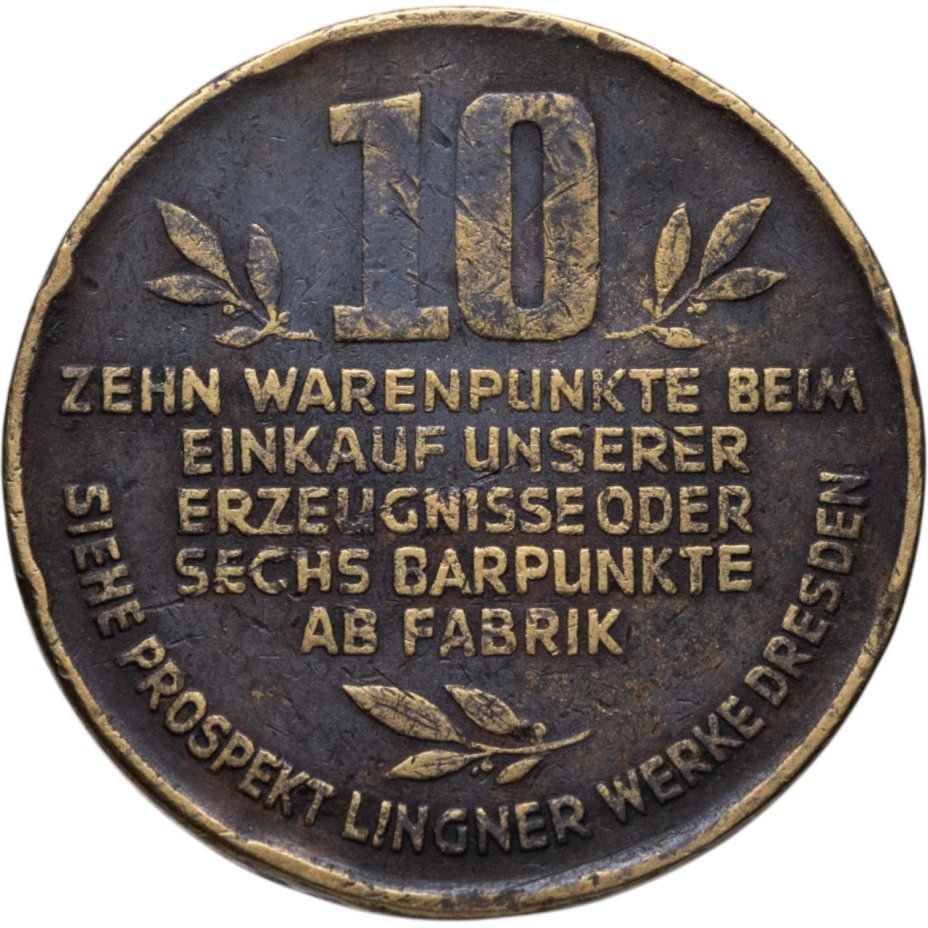 10
ZEHN WARENPUNKTE BEIM
EINKAUF UNSERER
ERZEUGNISSE ODER
SECHS BARPUNKTE
AB FABRIK
SIEHE PROSPEKT LINGNER WERKE DRESDEN